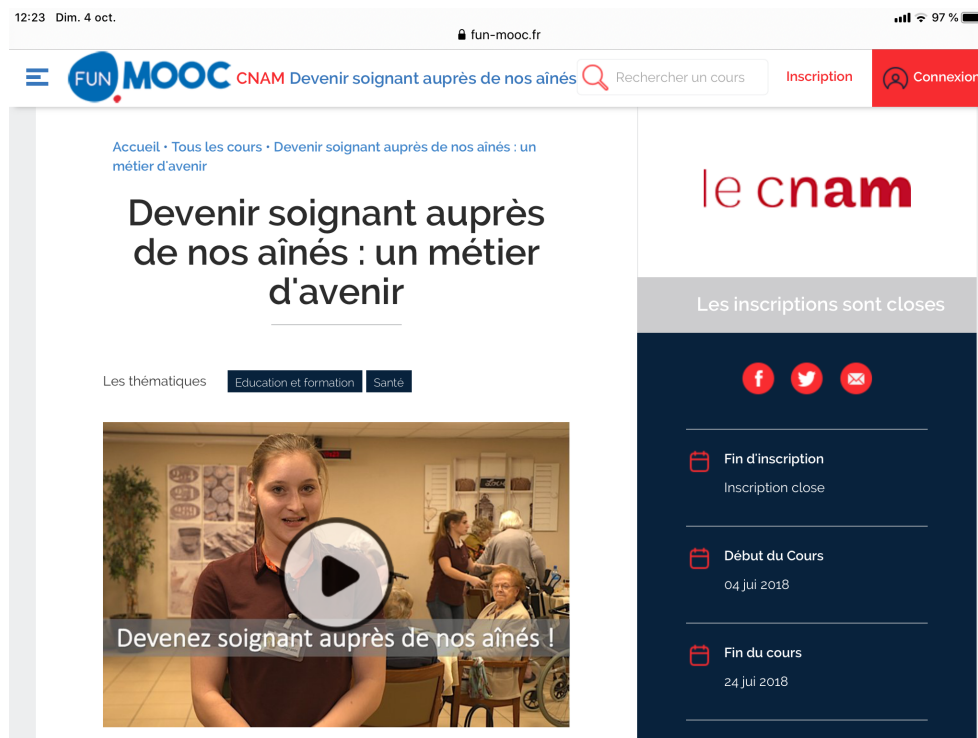 12:23 Dim. 4 oct.
97 %
fun-mooc.fr
FUN MOOC CNAM Devenir soignant auprès de nos aînés Rechercher un cours Inscription Connexion
Accueil • Tous les cours • Devenir soignant auprès de nos aînés : un
métier d'avenir
Devenir soignant auprès
de nos aînés : un métier
d'avenir
Les thématiques Education et formation Santé
Devenez soignant auprès de nos aînés !
le cnam
Les inscriptions sont closes
Fin d'inscription
Inscription close
Début du Cours
04 jui 2018
Fin du cours
24 jui 2018